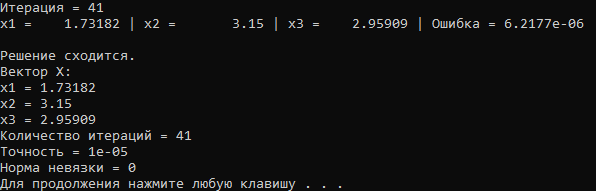 Итерация = 41
x1 =    1.73182 | x2 =       3.15 | x3 =    2.95909 | Ошибка = 6.2177e-06
Решение сходится.
Вектор X:
x1 = 1.73182
x2 = 3.15
x3 = 2.95909
Количество итераций = 41
Точность = 1e-05
Норма невязки = 0
Для продолжения нажмите любую клавишу . . .